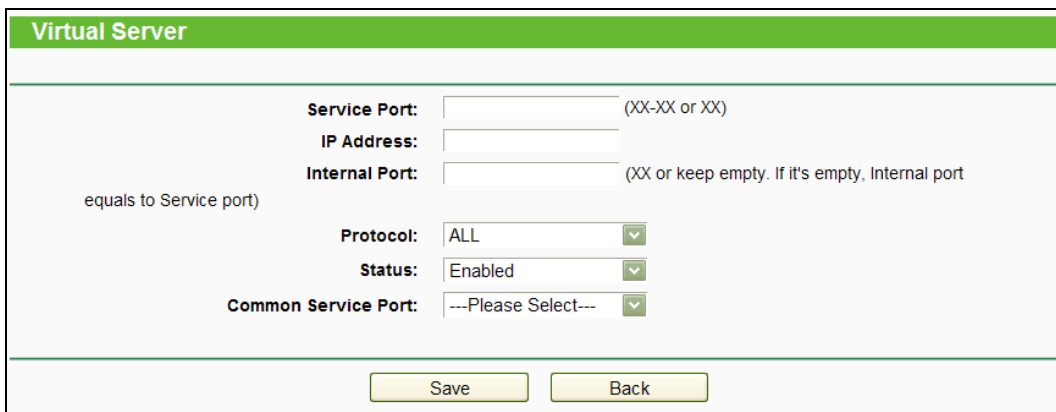 Virtual Server
Service Port: (XX-XX or XX)
IP Address:
Internal Port: (XX or keep empty. If it's empty, Internal port
equals to Service port)
Protocol: ALL
Status: Enabled
Common Service Port: ---Please Select---
Save Back